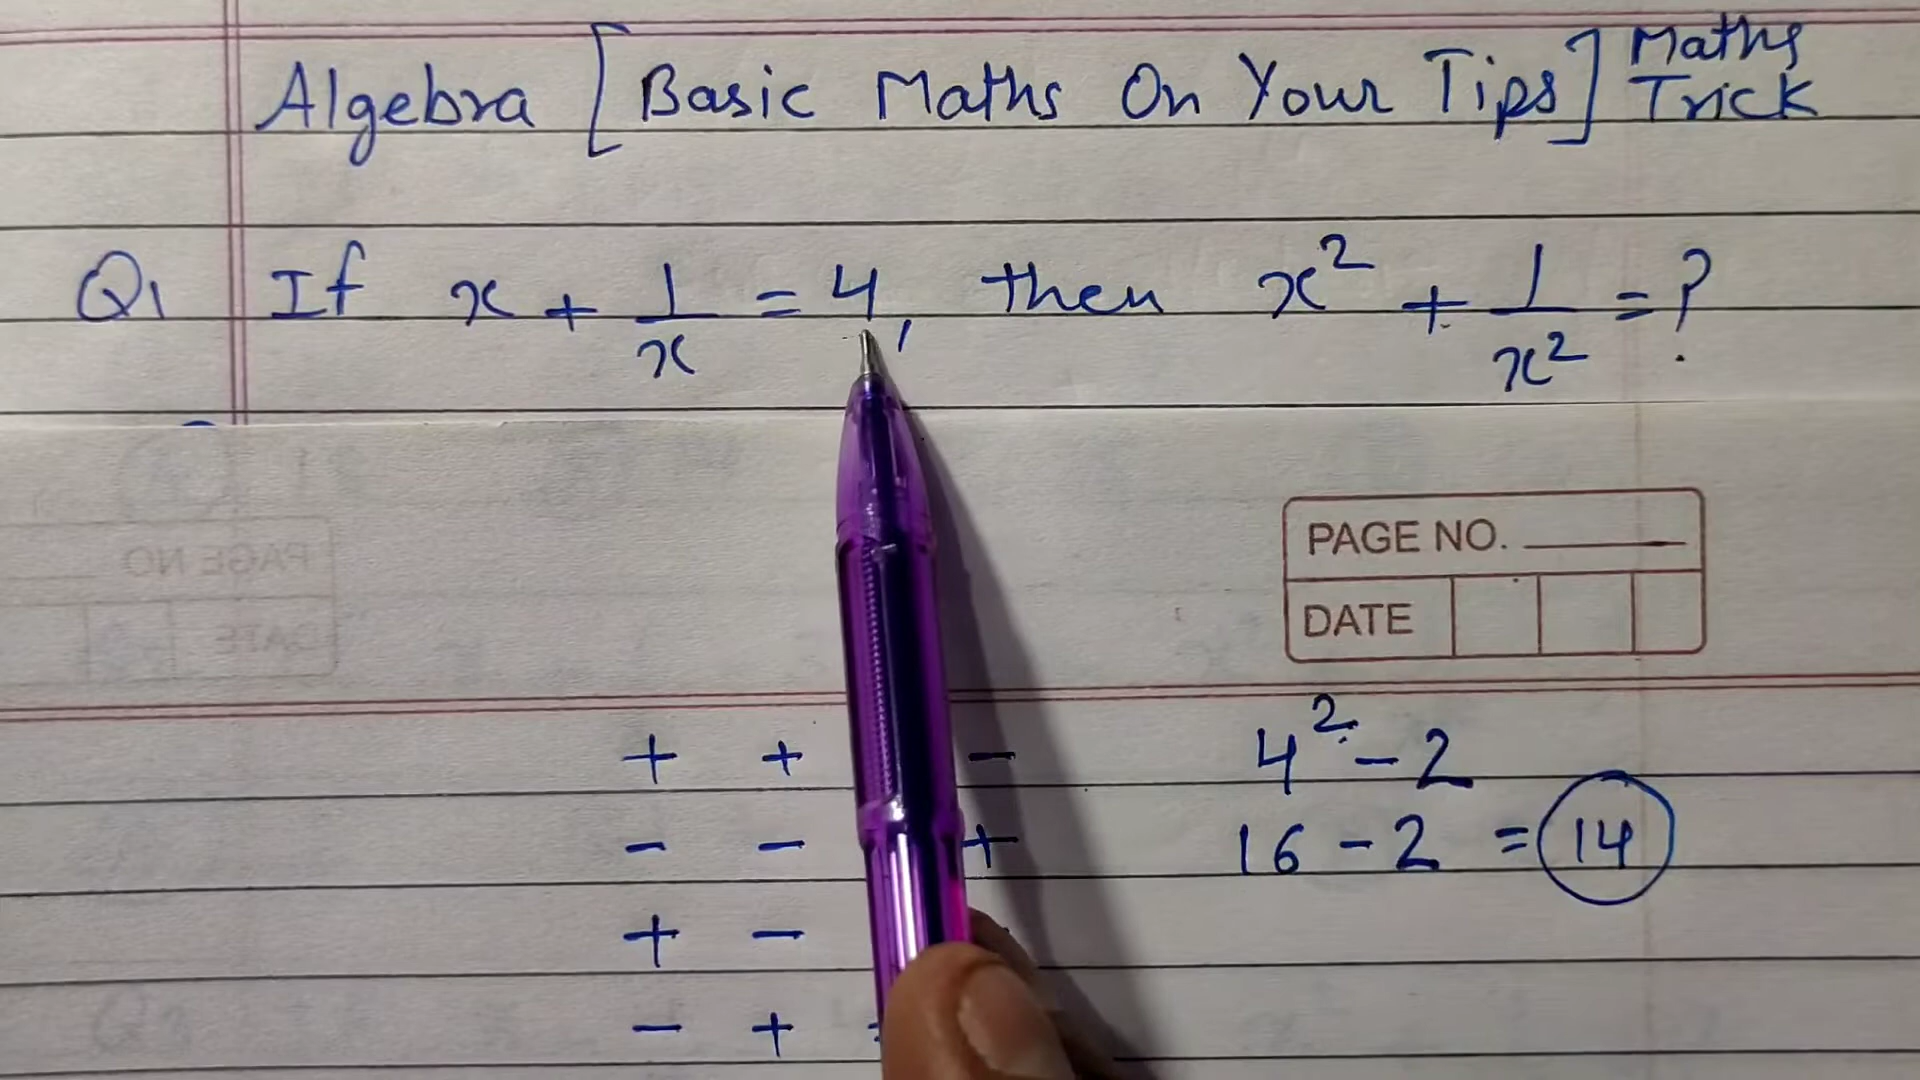 Algebra [Basic Maths On Your Tips] Maths Trick
Q1 If x + 1/x = 4, then x² + 1/x² = ?
PAGE NO.
DATE
+ + −
4² − 2
− − +
16 − 2 = 14
+ −
− +